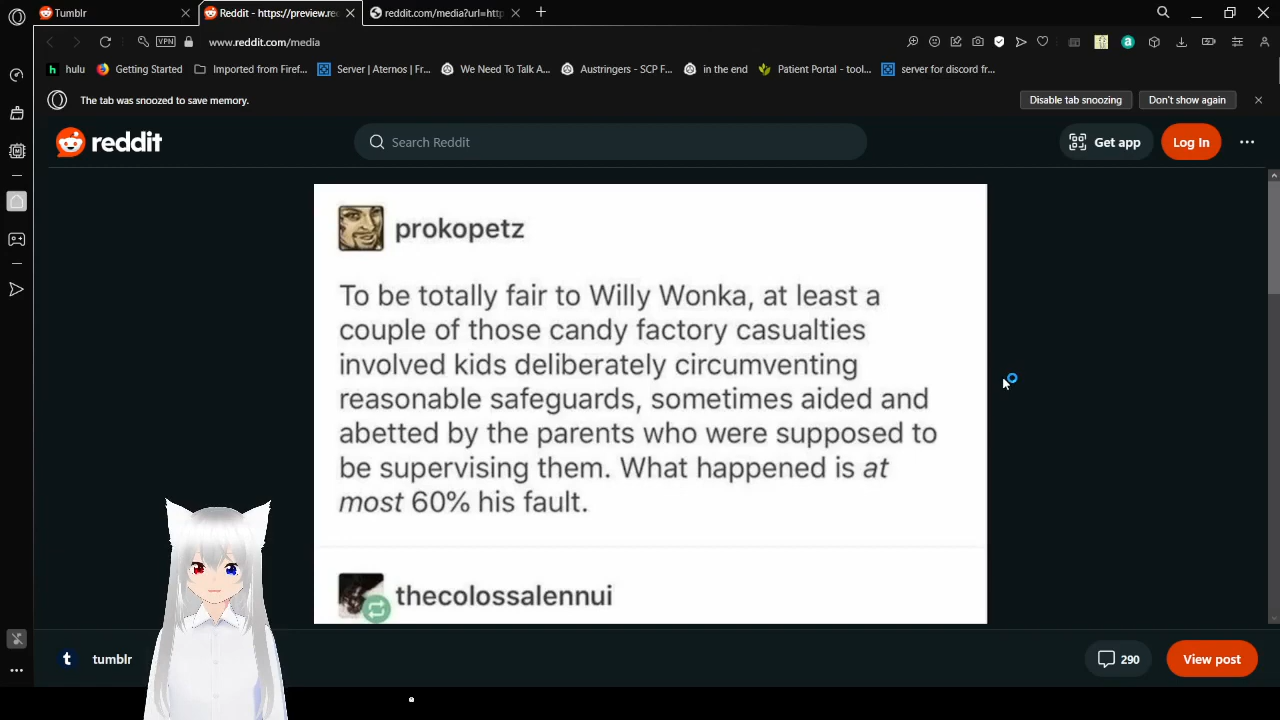 Tumblr
Reddit - https://preview.re
reddit.com/media?url=http
VPN
www.reddit.com/media
hulu
Getting Started
Imported from Firef...
Server | Aternos | Fr...
We Need To Talk A...
Austringers - SCP F...
in the end
Patient Portal - tool...
server for discord fr...
The tab was snoozed to save memory.
Disable tab snoozing
Don't show again
reddit
Search Reddit
Get app
Log In
prokopetz
To be totally fair to Willy Wonka, at least a
couple of those candy factory casualties
involved kids deliberately circumventing
reasonable safeguards, sometimes aided and
abetted by the parents who were supposed to
be supervising them. What happened is at
most 60% his fault.
thecolossalennui
t tumblr
290
View post